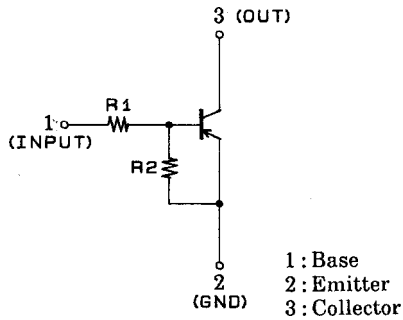 3 (OUT)
R1
1
(INPUT)
R2
2
(GND)
1 : Base
2 : Emitter
3 : Collector